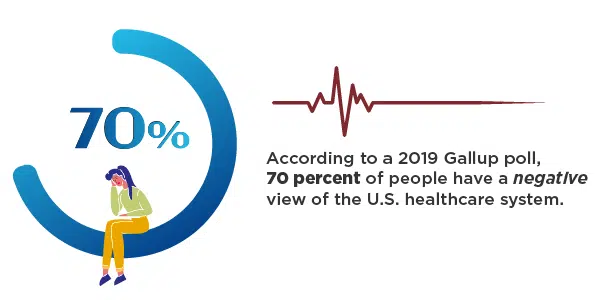 70%
According to a 2019 Gallup poll,
70 percent of people have a negative
view of the U.S. healthcare system.